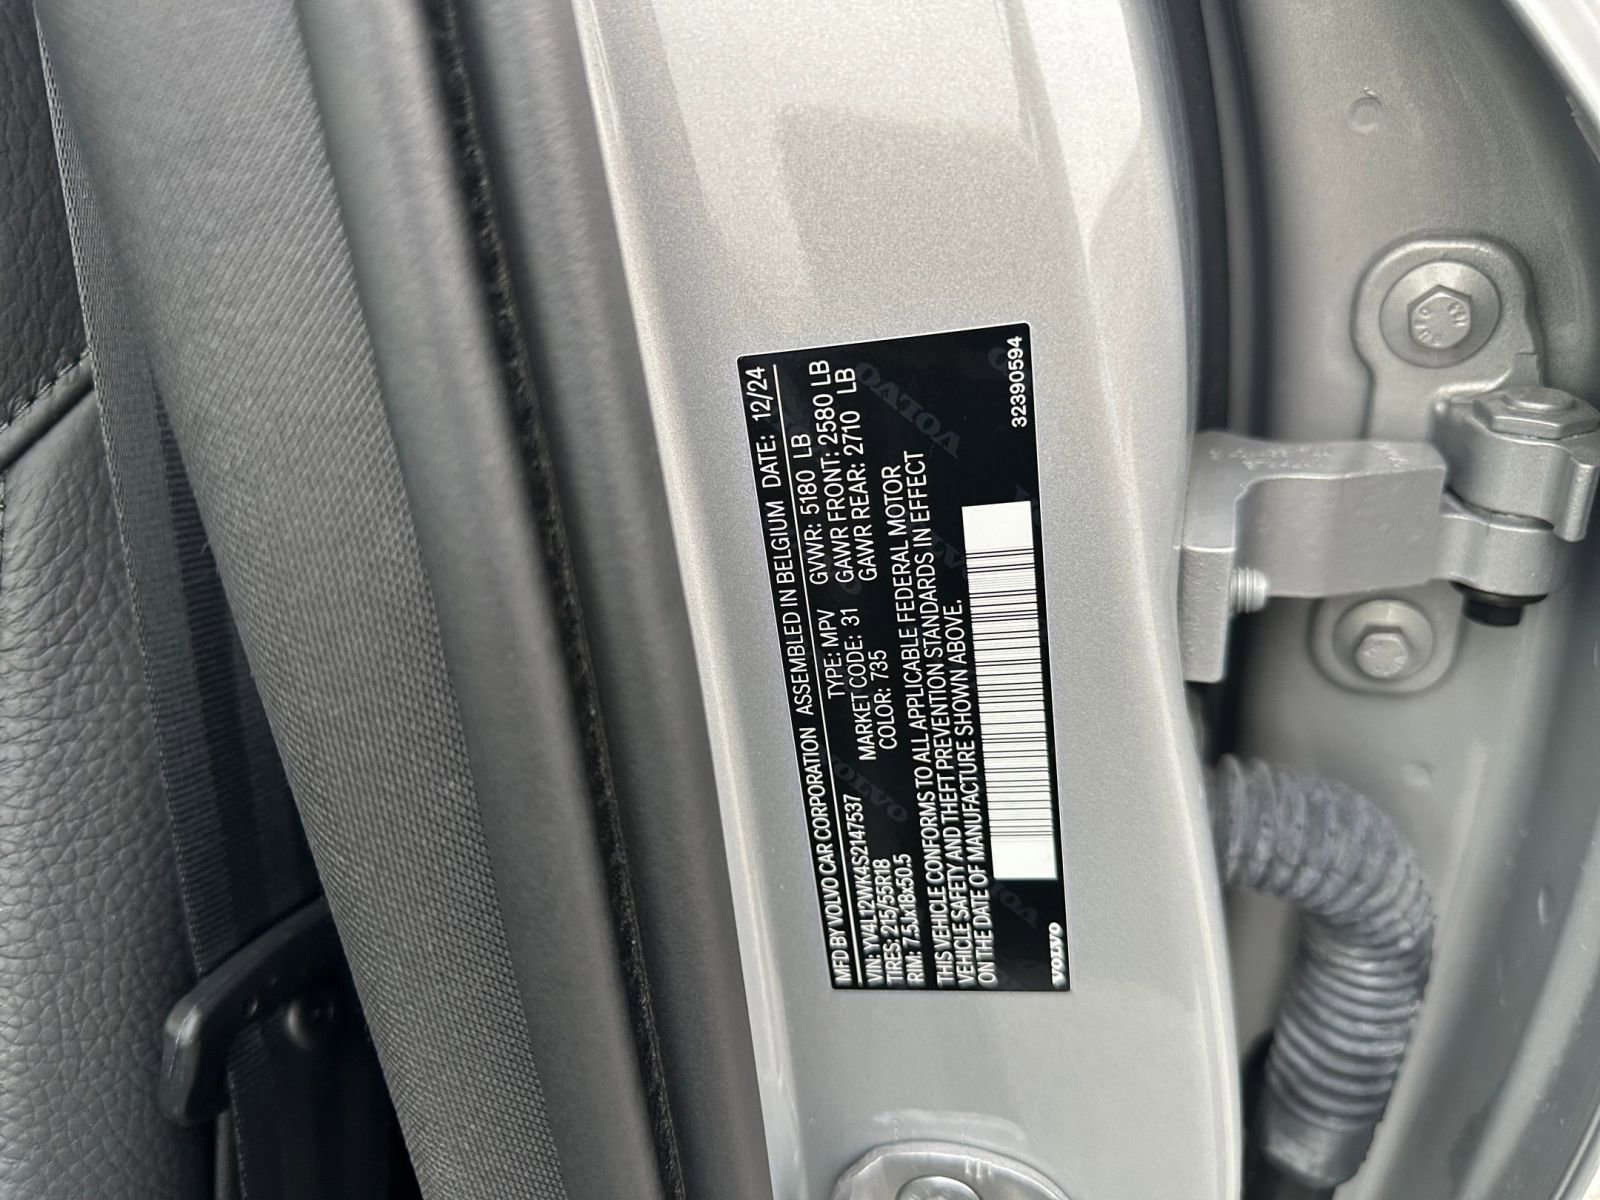 MFD BY VOLVO CAR CORPORATION ASSEMBLED IN BELGIUM DATE: 12/24
VIN: YV4L12WK4S2147537 TYPE: MPV GVWR: 5180 LB
TIRES: 215/55R18 MARKET CODE: 31 GAWR FRONT: 2580 LB
RIM: 7.5Jx18x50.5 COLOR: 735 GAWR REAR: 2710 LB
THIS VEHICLE CONFORMS TO ALL APPLICABLE FEDERAL MOTOR
VEHICLE SAFETY AND THEFT PREVENTION STANDARDS IN EFFECT
ON THE DATE OF MANUFACTURE SHOWN ABOVE.
VOLVO 32390594